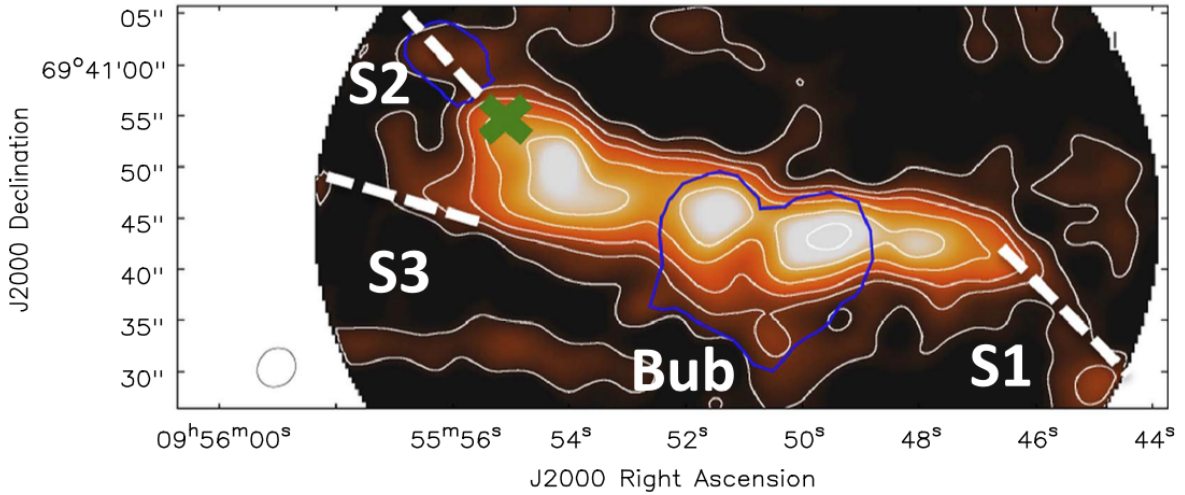 05"
69°41'00"
S2
55"
50"
45"
S3
40"
35"
Bub
S1
30"
J2000 Declination
09ʰ56ᵐ00ˢ
55ᵐ56ˢ
54ˢ
52ˢ
50ˢ
48ˢ
46ˢ
44ˢ
J2000 Right Ascension